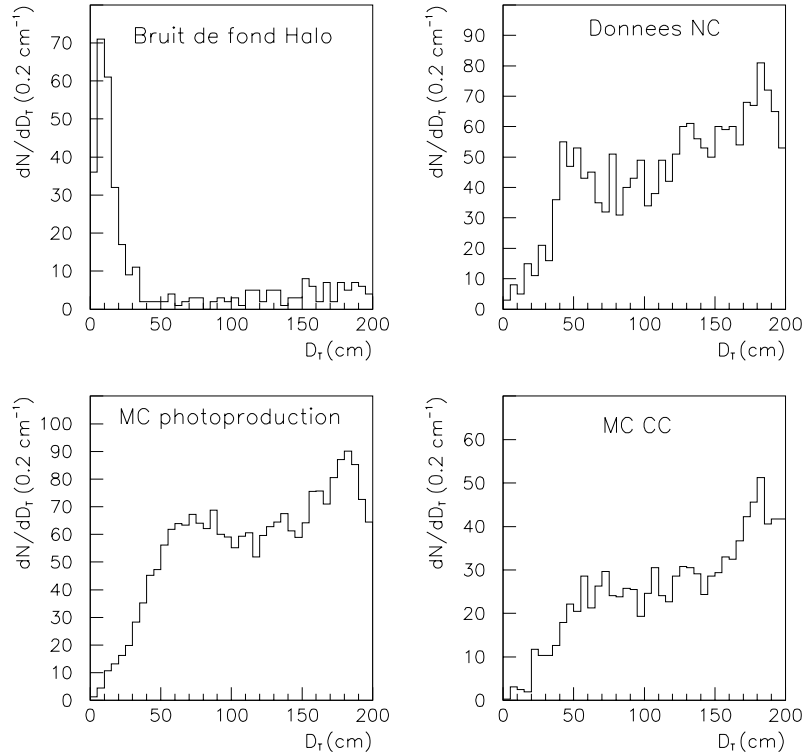 Bruit de fond Halo
dN/dD_T (0.2 cm⁻¹)
70
60
50
40
30
20
10
0
0 50 100 150 200
D_T (cm)
Donnees NC
dN/dD_T (0.2 cm⁻¹)
90
80
70
60
50
40
30
20
10
0
0 50 100 150 200
D_T (cm)
MC photoproduction
dN/dD_T (0.2 cm⁻¹)
100
90
80
70
60
50
40
30
20
10
0
0 50 100 150 200
D_T (cm)
MC CC
dN/dD_T (0.2 cm⁻¹)
60
50
40
30
20
10
0
0 50 100 150 200
D_T (cm)